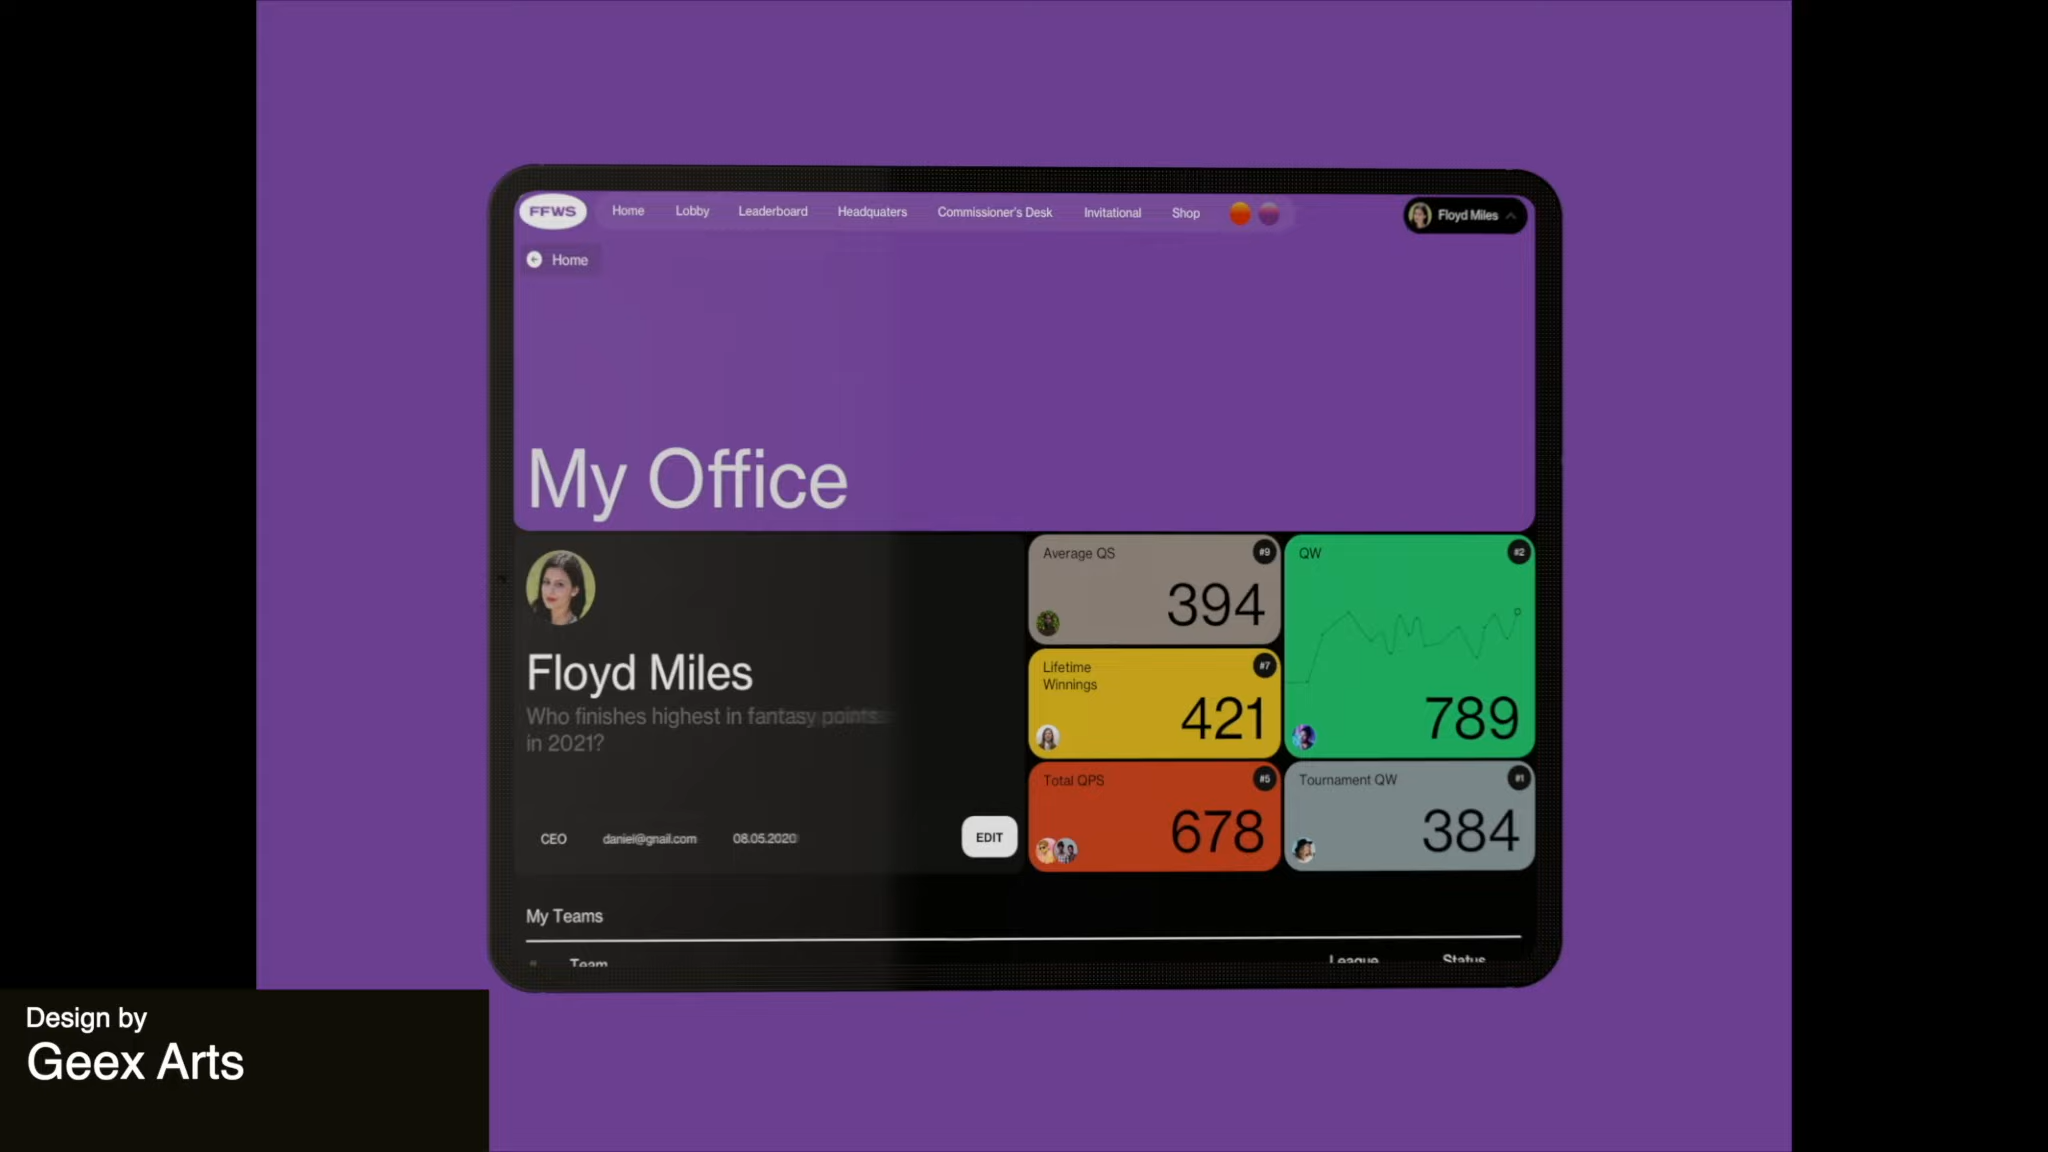 FFWS
Home
Lobby
Leaderboard
Headquaters
Commissioner's Desk
Invitational
Shop
Floyd Miles
Home
My Office
Floyd Miles
Who finishes highest in fantasy points
in 2021?
CEO
daniel@gnail.com
08.05.2020
EDIT
Average QS
#9
394
Lifetime
Winnings
#7
421
Total QPS
#5
678
QW
#2
789
Tournament QW
#1
384
My Teams
#
Team
League
Status
Design by
Geex Arts